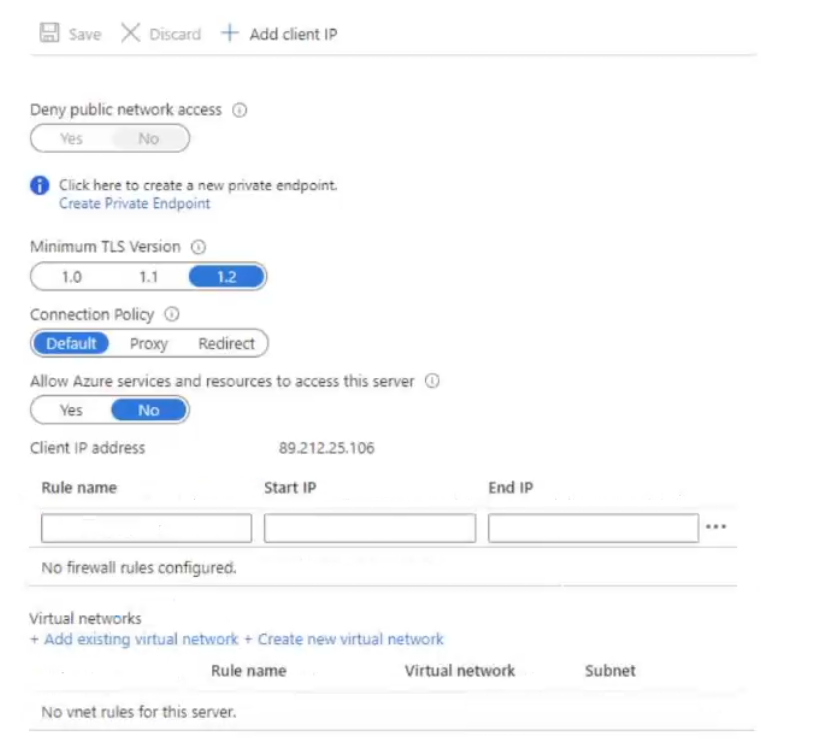 Save Discard + Add client IP
Deny public network access
Yes No
Click here to create a new private endpoint.
Create Private Endpoint
Minimum TLS Version
1.0 1.1 1.2
Connection Policy
Default Proxy Redirect
Allow Azure services and resources to access this server
Yes No
Client IP address 89.212.25.106
Rule name Start IP End IP
...
No firewall rules configured.
Virtual networks
+ Add existing virtual network + Create new virtual network
Rule name Virtual network Subnet
No vnet rules for this server.